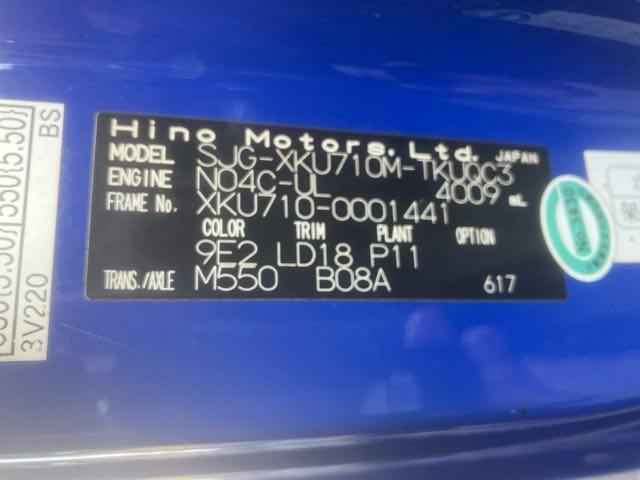 Hino Motors, Ltd. JAPAN
MODEL SJG-XKU710M-TKUQC3
ENGINE N04C-UL 4009 mL
FRAME No. XKU710-0001441
COLOR TRIM PLANT OPTION
9E2 LD18 P11
TRANS./AXLE M550 B08A 617
BS
3V220